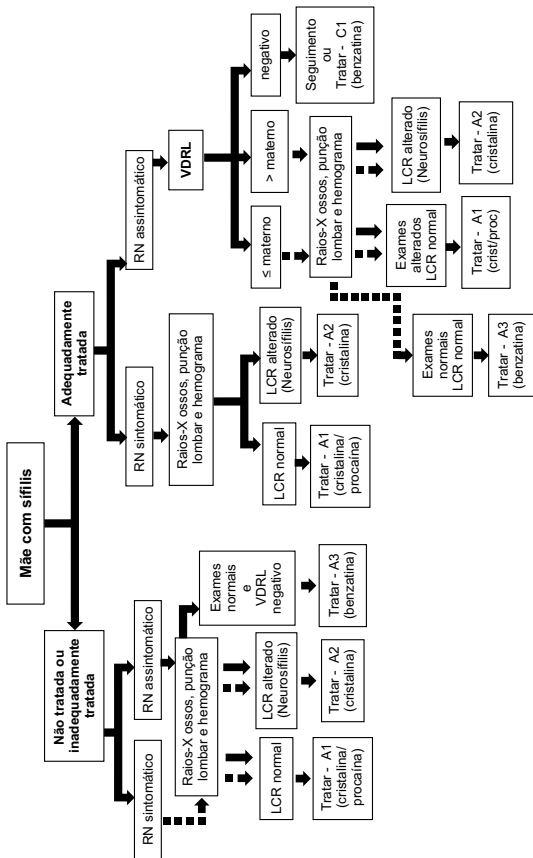 Mãe com sífilis
Não tratada ou
inadequadamente
tratada
RN sintomático
RN assintomático
Raios-X ossos, punção
lombar e hemograma
LCR normal
LCR alterado
(Neurosífilis)
Exames
normais
e
VDRL
negativo
Tratar - A1
(cristalina/
procaína)
Tratar - A2
(cristalina)
Tratar - A3
(benzatina)
Adequadamente
tratada
RN sintomático
RN assintomático
Raios-X ossos, punção
lombar e hemograma
LCR normal
LCR alterado
(Neurosífilis)
Tratar - A1
(cristalina/
procaína)
Tratar - A2
(cristalina)
VDRL
≤ materno
> materno
negativo
Raios-X ossos, punção
lombar e hemograma
Seguimento
ou
Tratar - C1
(benzatina)
Exames normais
LCR normal
Exames
alterados
LCR normal
LCR alterado
(Neurosífilis)
Tratar - A3
(benzatina)
Tratar - A1
(crist/proc)
Tratar - A2
(cristalina)